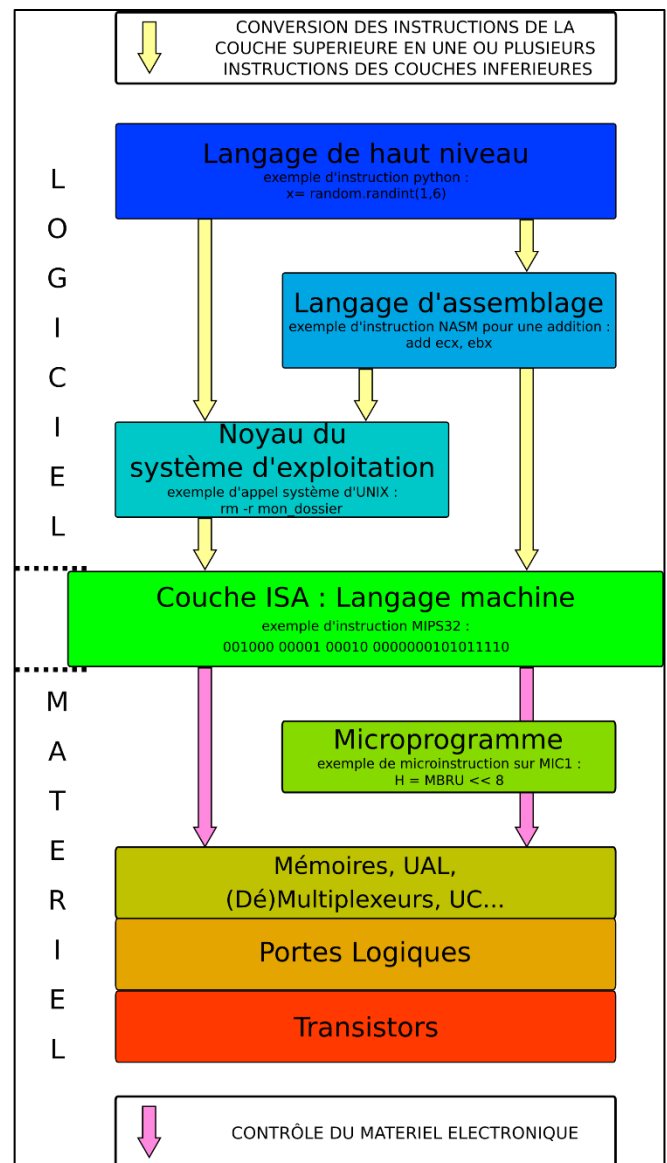 CONVERSION DES INSTRUCTIONS DE LA
COUCHE SUPERIEURE EN UNE OU PLUSIEURS
INSTRUCTIONS DES COUCHES INFERIEURES
LOGICIEL
Langage de haut niveau
exemple d'instruction python :
x= random.randint(1,6)
Langage d'assemblage
exemple d'instruction NASM pour une addition :
add ecx, ebx
Noyau du
système d'exploitation
exemple d'appel système d'UNIX :
rm -r mon_dossier
Couche ISA : Langage machine
exemple d'instruction MIPS32 :
001000 00001 00010 0000000101011110
MATERIEL
Microprogramme
exemple de microinstruction sur MIC1 :
H = MBRU << 8
Mémoires, UAL,
(Dé)Multiplexeurs, UC...
Portes Logiques
Transistors
CONTRÔLE DU MATERIEL ELECTRONIQUE